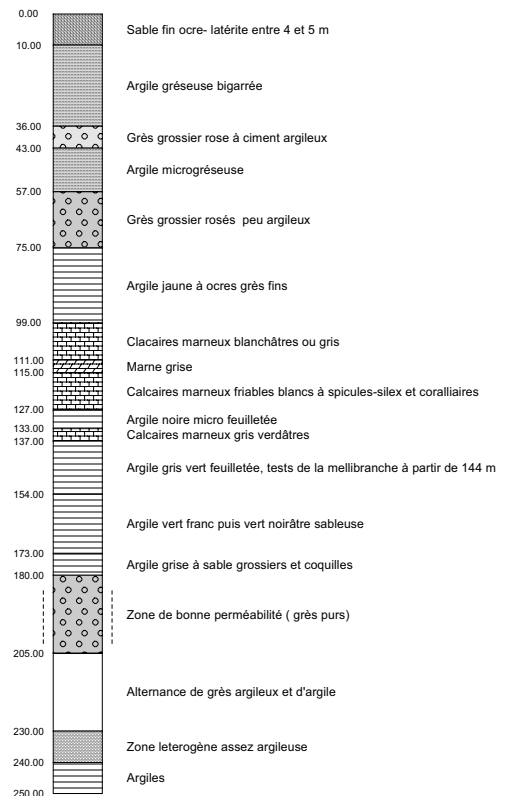 0.00
Sable fin ocre- latérite entre 4 et 5 m
10.00
Argile gréseuse bigarrée
36.00
Grès grossier rose à ciment argileux
43.00
Argile microgréseuse
57.00
Grès grossier rosés peu argileux
75.00
Argile jaune à ocres grès fins
99.00
Clacaires marneux blanchâtres ou gris
111.00
Marne grise
115.00
Calcaires marneux friables blancs à spicules-silex et coralliaires
127.00
Argile noire micro feuilletée
133.00
Calcaires marneux gris verdâtres
137.00
Argile gris vert feuilletée, tests de la mellibranche à partir de 144 m
154.00
Argile vert franc puis vert noirâtre sableuse
173.00
Argile grise à sable grossiers et coquilles
180.00
Zone de bonne perméabilité ( grès purs)
205.00
Alternance de grès argileux et d'argile
230.00
Zone leterogène assez argileuse
240.00
Argiles
250.00